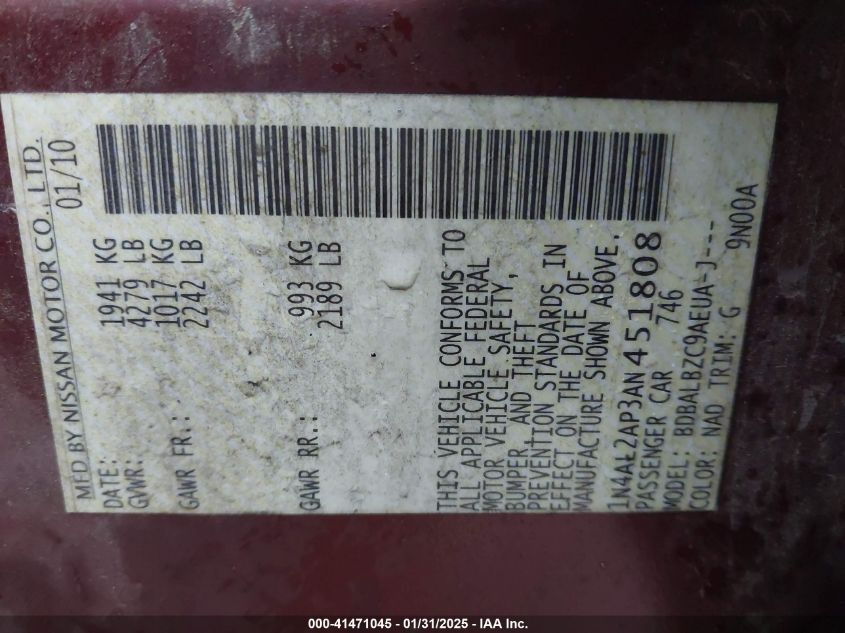 MFD BY NISSAN MOTOR CO., LTD.
DATE: 01/10
GVWR: 1941 KG
4279 LB
GAWR FR.: 1017 KG
2242 LB
GAWR RR.: 993 KG
2189 LB
THIS VEHICLE CONFORMS TO
ALL APPLICABLE FEDERAL
MOTOR VEHICLE SAFETY,
BUMPER, AND THEFT
PREVENTION STANDARDS IN
EFFECT ON THE DATE OF
MANUFACTURE SHOWN ABOVE.
1N4AL2AP3AN451808
PASSENGER CAR 746
MODEL: BDBALBZC9AEUA-J---
COLOR: NAD TRIM: G 9N00A
000-41471045 - 01/31/2025 - IAA Inc.